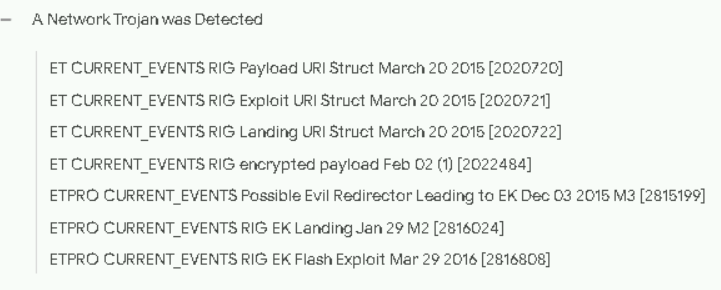 – A Network Trojan was Detected
ET CURRENT_EVENTS RIG Payload URI Struct March 20 2015 [2020720]
ET CURRENT_EVENTS RIG Exploit URI Struct March 20 2015 [2020721]
ET CURRENT_EVENTS RIG Landing URI Struct March 20 2015 [2020722]
ET CURRENT_EVENTS RIG encrypted payload Feb 02 (1) [2022484]
ETPRO CURRENT_EVENTS Possible Evil Redirector Leading to EK Dec 03 2015 M3 [2815199]
ETPRO CURRENT_EVENTS RIG EK Landing Jan 29 M2 [2816024]
ETPRO CURRENT_EVENTS RIG EK Flash Exploit Mar 29 2016 [2816808]